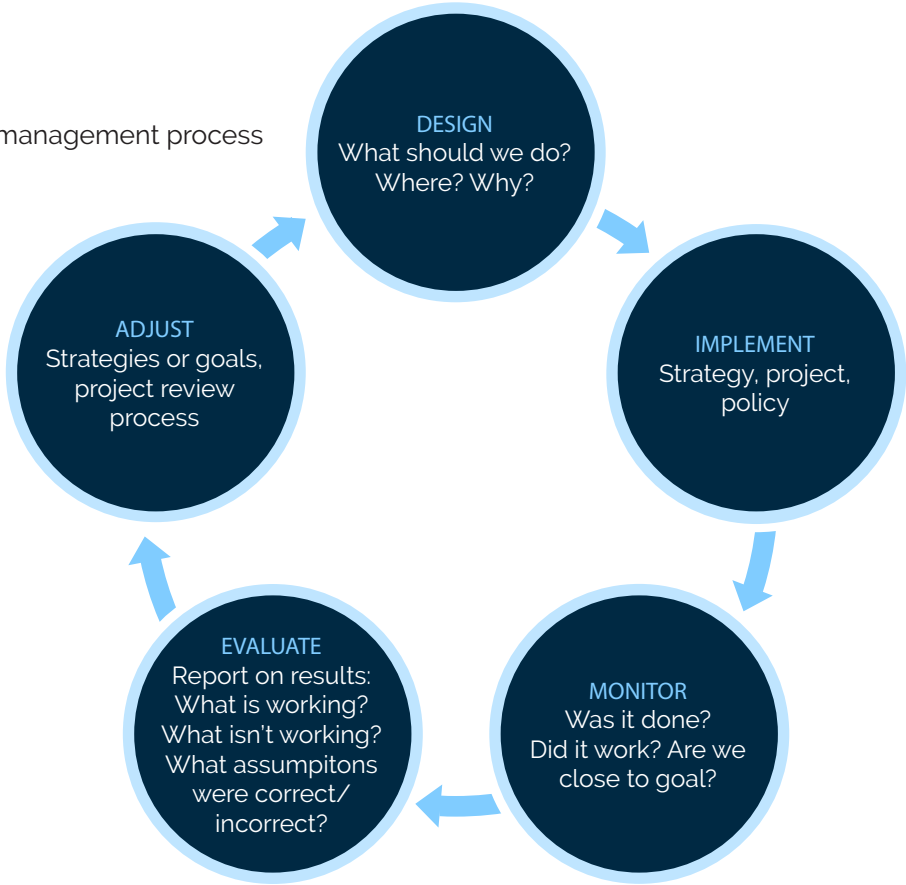 management process
DESIGN
What should we do?
Where? Why?
IMPLEMENT
Strategy, project,
policy
MONITOR
Was it done?
Did it work? Are we
close to goal?
EVALUATE
Report on results:
What is working?
What isn't working?
What assumpitons
were correct/
incorrect?
ADJUST
Strategies or goals,
project review
process